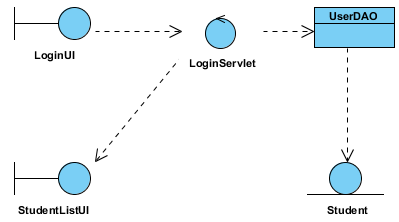 UserDAO
LoginUI
LoginServlet
StudentListUI
Student